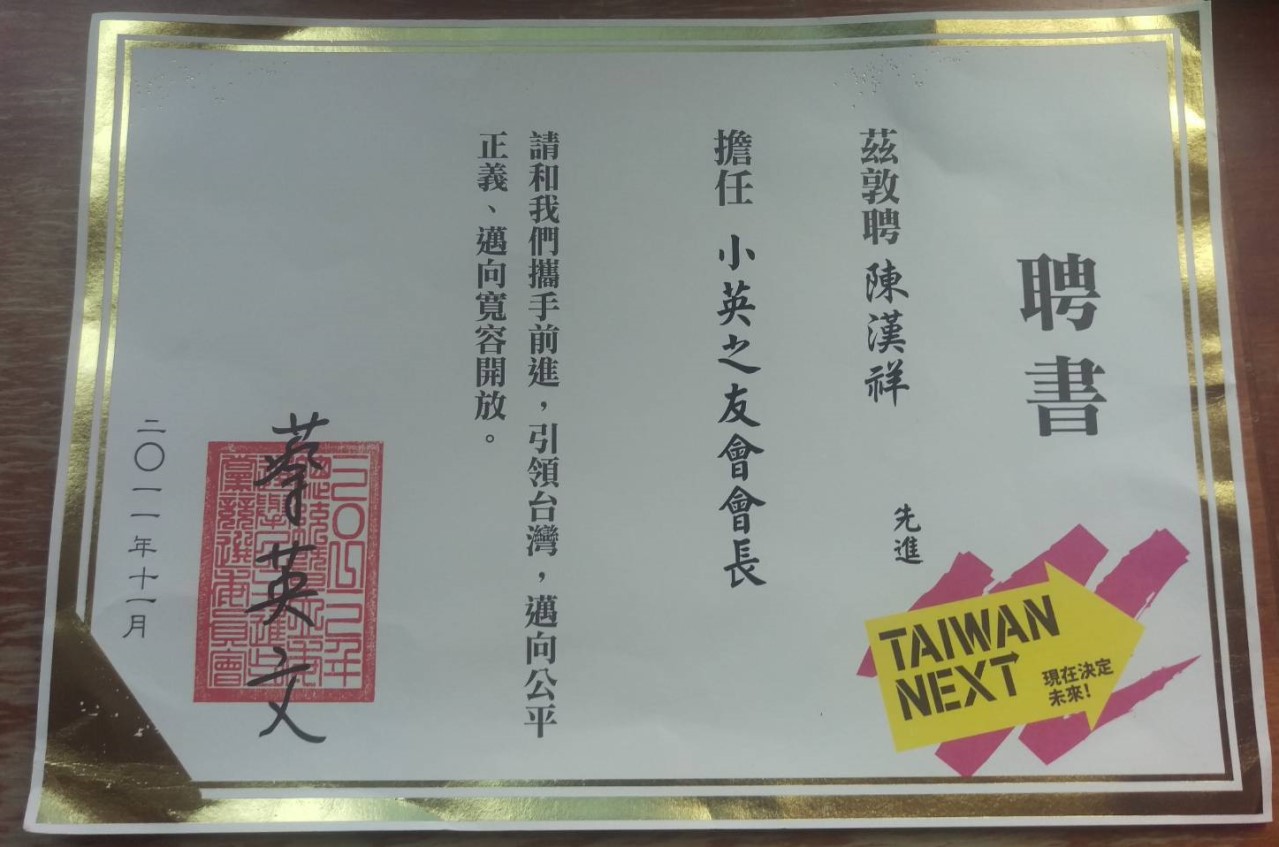 聘書
茲敦聘 陳漢祥 先進
擔任 小英之友會會長
請和我們攜手前進，引領台灣，邁向公平
正義、邁向寬容開放。
蔡英文
二〇一一年十一月
TAIWAN
NEXT
現在決定
未來！